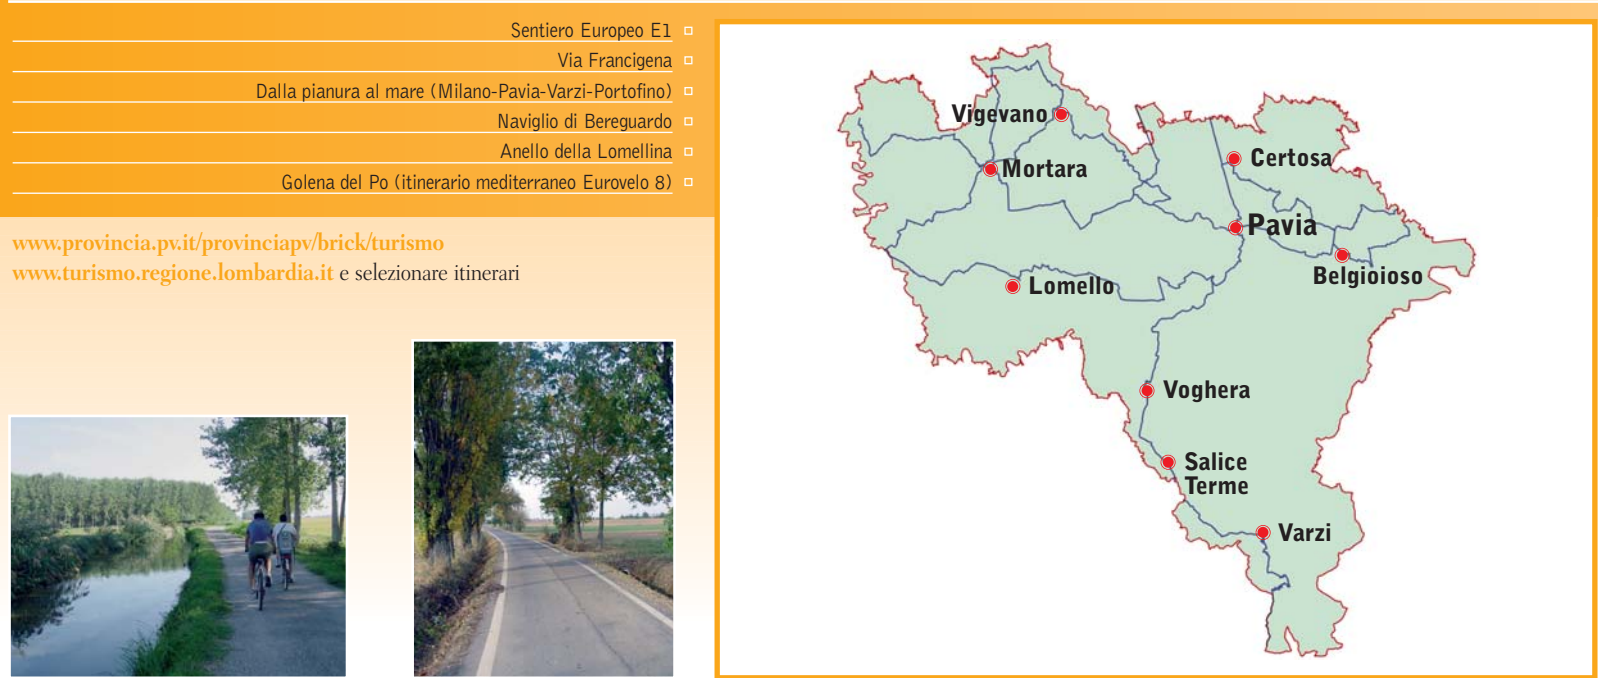 Sentiero Europeo E1
Via Francigena
Dalla pianura al mare (Milano-Pavia-Varzi-Portofino)
Naviglio di Bereguardo
Anello della Lomellina
Golena del Po (itinerario mediterraneo Eurovelo 8)
www.provincia.pv.it/provinciapv/brick/turismo
www.turismo.regione.lombardia.it e selezionare itinerari
Vigevano
Mortara
Certosa
Pavia
Belgioioso
Lomello
Voghera
Salice
Terme
Varzi